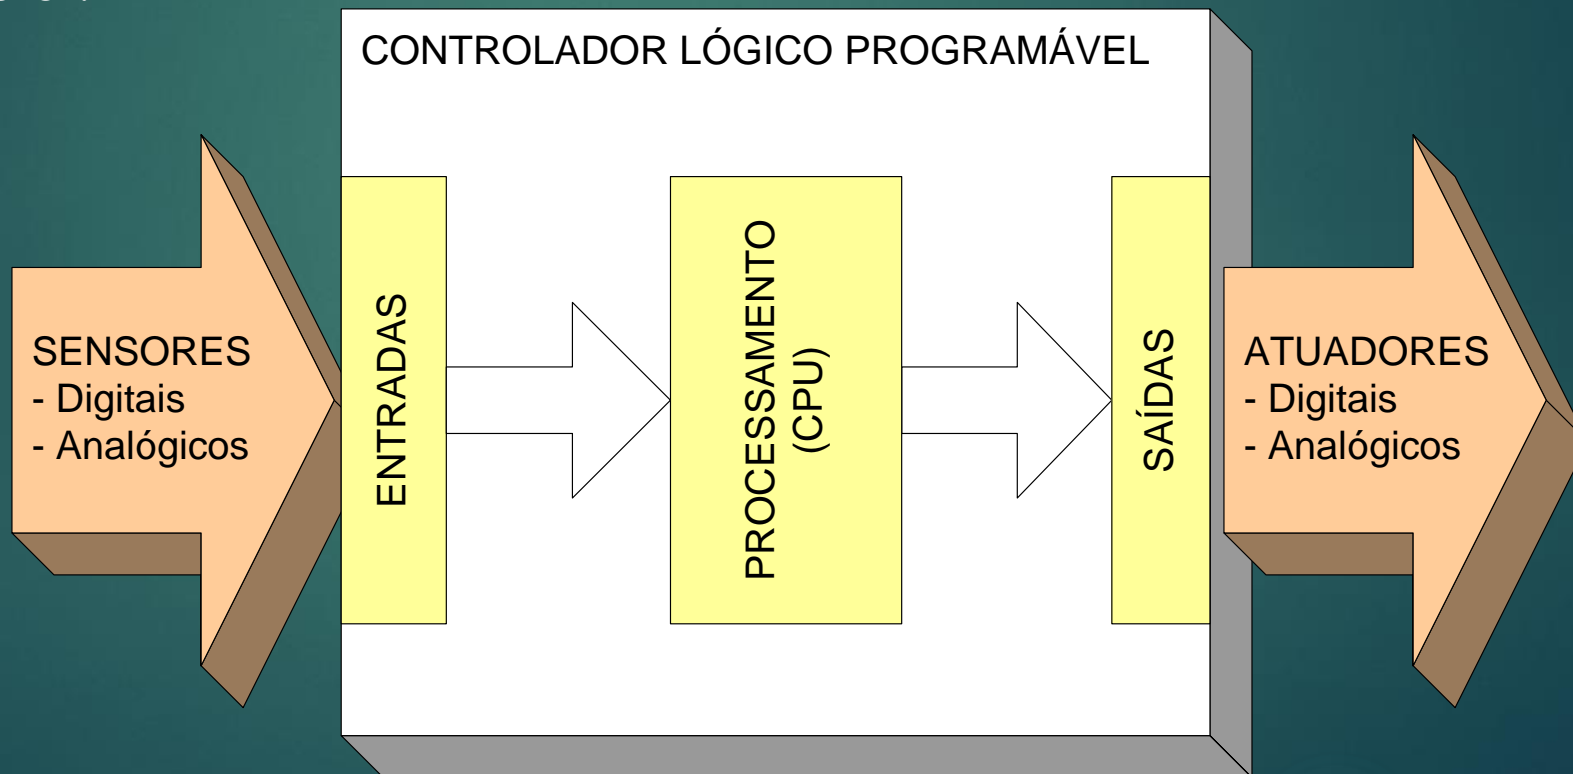 CONTROLADOR LÓGICO PROGRAMÁVEL
SENSORES
- Digitais
- Analógicos
ENTRADAS
PROCESSAMENTO
(CPU)
SAÍDAS
ATUADORES
- Digitais
- Analógicos